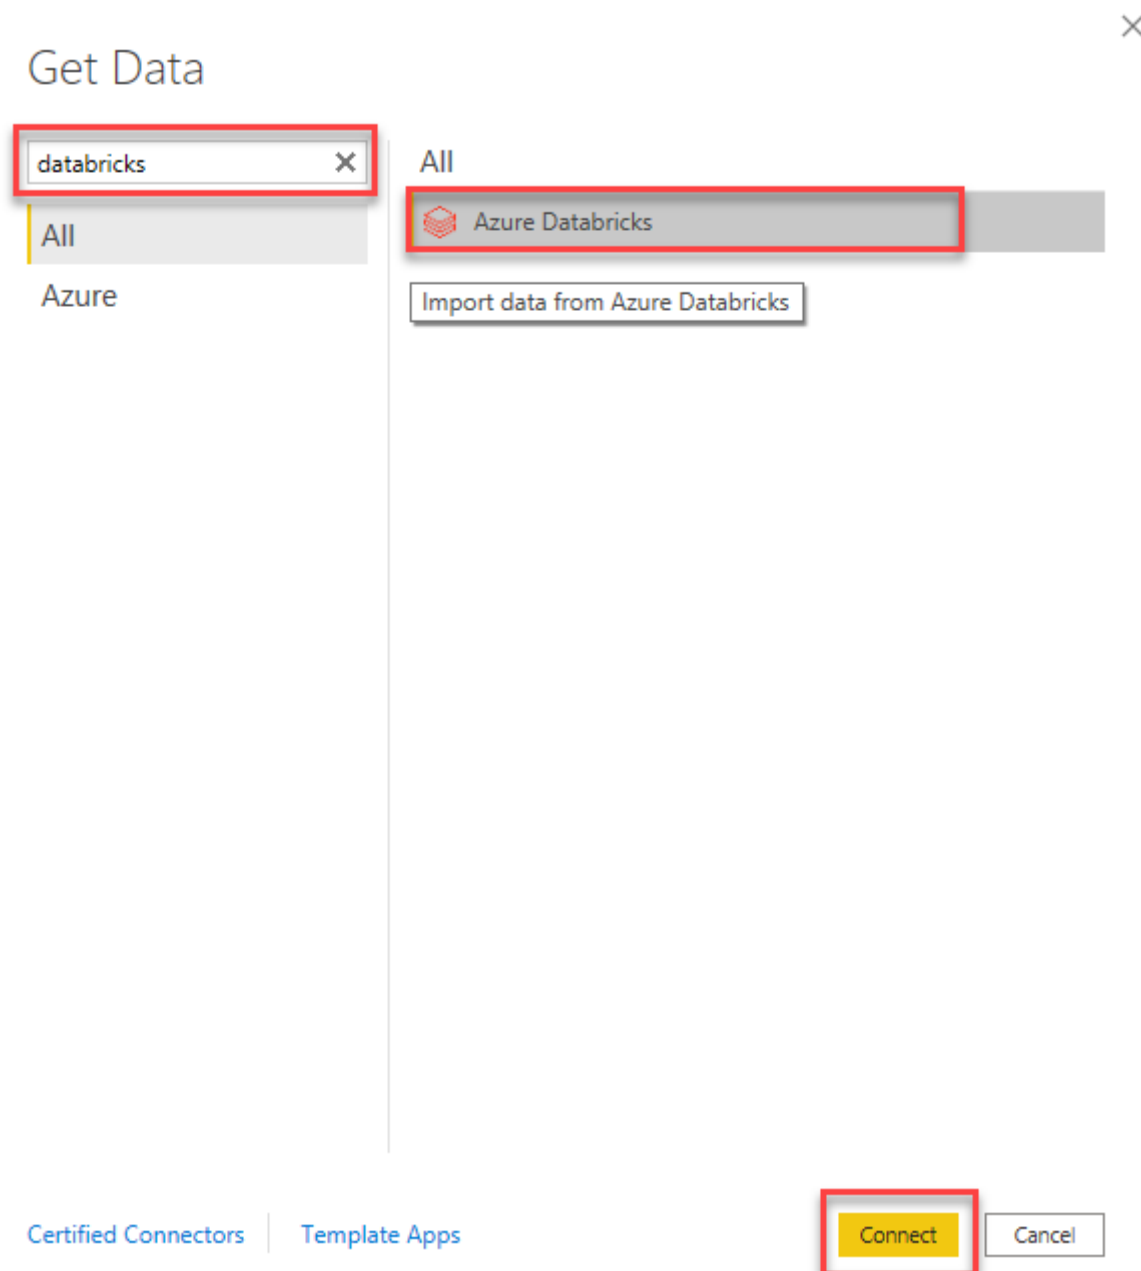 Get Data
databricks
All
Azure
All
Azure Databricks
Import data from Azure Databricks
Certified Connectors
Template Apps
Connect
Cancel